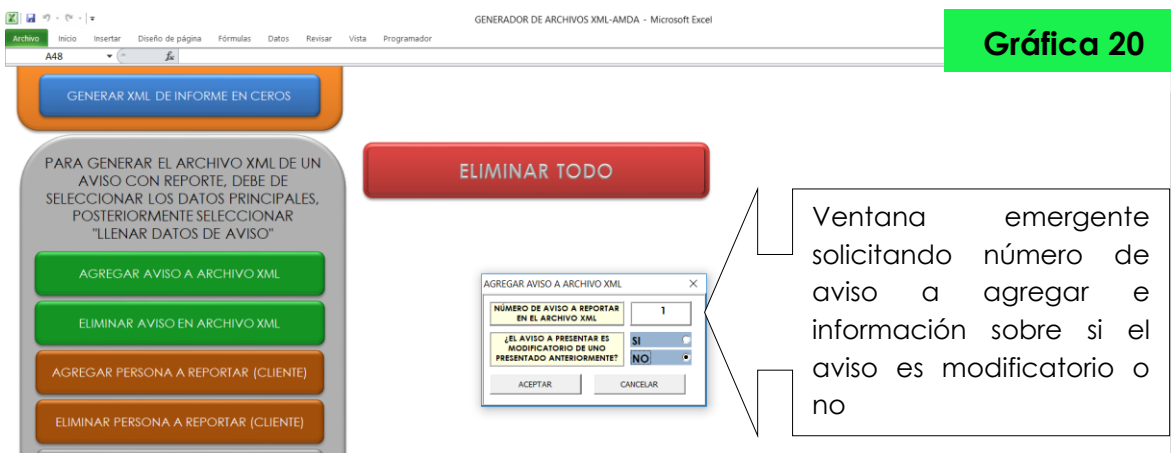 GENERADOR DE ARCHIVOS XML-AMDA - Microsoft Excel
Archivo Inicio Insertar Diseño de página Fórmulas Datos Revisar Vista Programador
Gráfica 20
A48 fx
GENERAR XML DE INFORME EN CEROS
PARA GENERAR EL ARCHIVO XML DE UN
AVISO CON REPORTE, DEBE DE
SELECCIONAR LOS DATOS PRINCIPALES,
POSTERIORMENTE SELECCIONAR
"LLENAR DATOS DE AVISO"
AGREGAR AVISO A ARCHIVO XML
ELIMINAR AVISO EN ARCHIVO XML
AGREGAR PERSONA A REPORTAR (CLIENTE)
ELIMINAR PERSONA A REPORTAR (CLIENTE)
ELIMINAR TODO
AGREGAR AVISO A ARCHIVO XML
NÚMERO DE AVISO A REPORTAR
EN EL ARCHIVO XML
1
¿EL AVISO A PRESENTAR ES
MODIFICATORIO DE UNO
PRESENTADO ANTERIORMENTE?
SI
NO
ACEPTAR CANCELAR
Ventana emergente
solicitando número de
aviso a agregar e
información sobre si el
aviso es modificatorio o
no